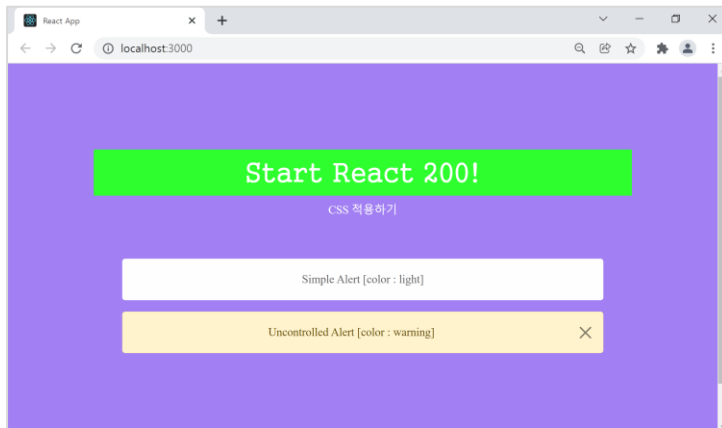 React App
localhost:3000
Start React 200!
CSS 적용하기
Simple Alert [color : light]
Uncontrolled Alert [color : warning]